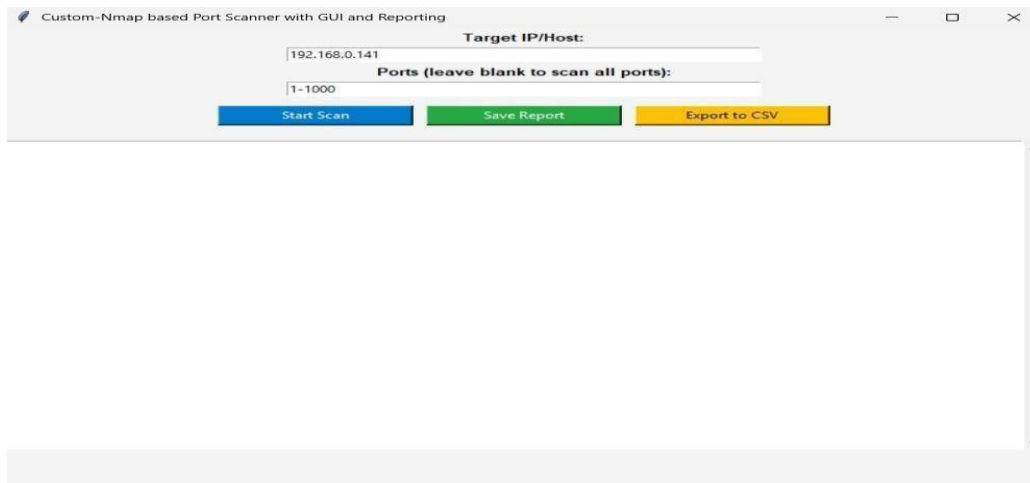 Custom-Nmap based Port Scanner with GUI and Reporting
Target IP/Host:
192.168.0.141
Ports (leave blank to scan all ports):
1-1000
Start Scan Save Report Export to CSV